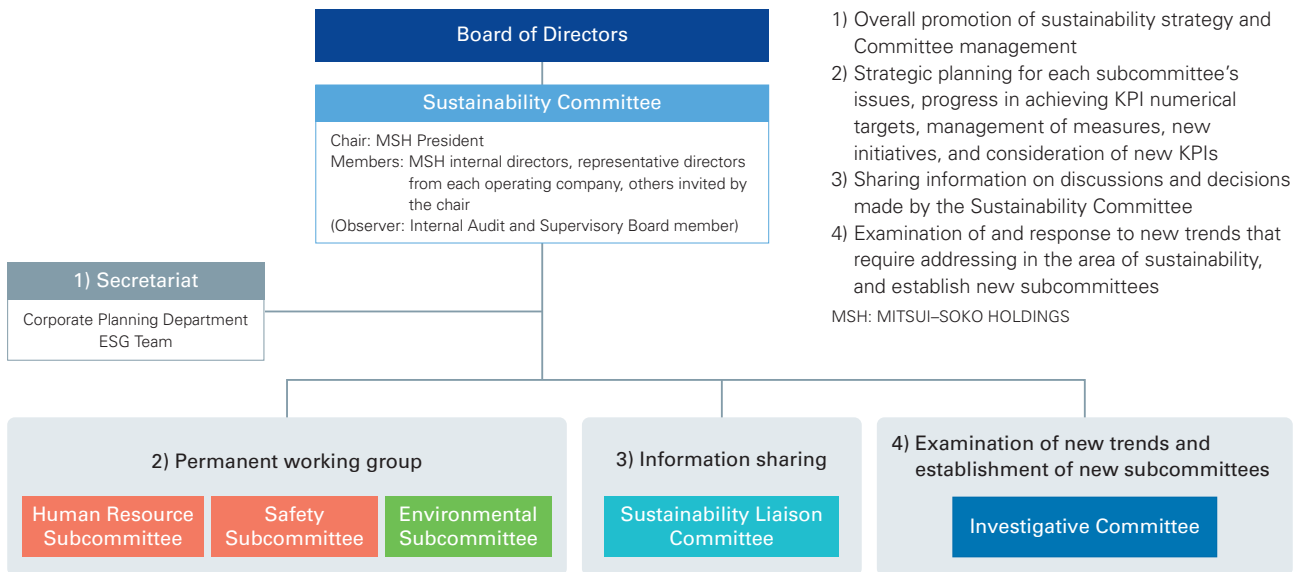 Board of Directors
Sustainability Committee
Chair: MSH President
Members: MSH internal directors, representative directors
from each operating company, others invited by
the chair
(Observer: Internal Audit and Supervisory Board member)
1) Overall promotion of sustainability strategy and
Committee management
2) Strategic planning for each subcommittee's
issues, progress in achieving KPI numerical
targets, management of measures, new
initiatives, and consideration of new KPIs
3) Sharing information on discussions and decisions
made by the Sustainability Committee
4) Examination of and response to new trends that
require addressing in the area of sustainability,
and establish new subcommittees
MSH: MITSUI–SOKO HOLDINGS
1) Secretariat
Corporate Planning Department
ESG Team
2) Permanent working group
Human Resource
Subcommittee
Safety
Subcommittee
Environmental
Subcommittee
3) Information sharing
Sustainability Liaison
Committee
4) Examination of new trends and
establishment of new subcommittees
Investigative Committee